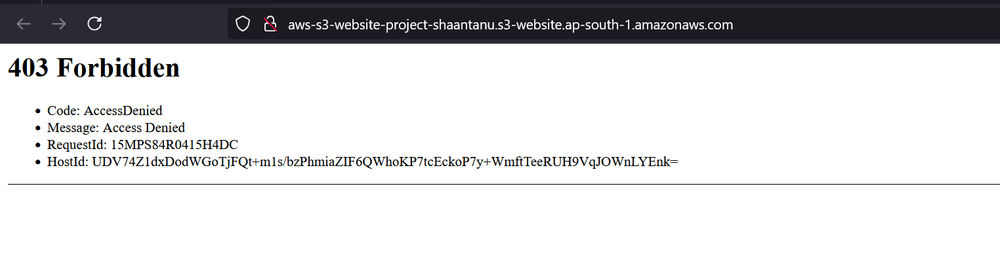 aws-s3-website-project-shaantanu.s3-website.ap-south-1.amazonaws.com
403 Forbidden
Code: AccessDenied
Message: Access Denied
RequestId: 15MPS84R0415H4DC
HostId: UDV74Z1dxDodWGoTjFQt+m1s/bzPhmiaZIF6QWhoKP7tcEckoP7y+WmftTeeRUH9VqJOWnLYEnk=